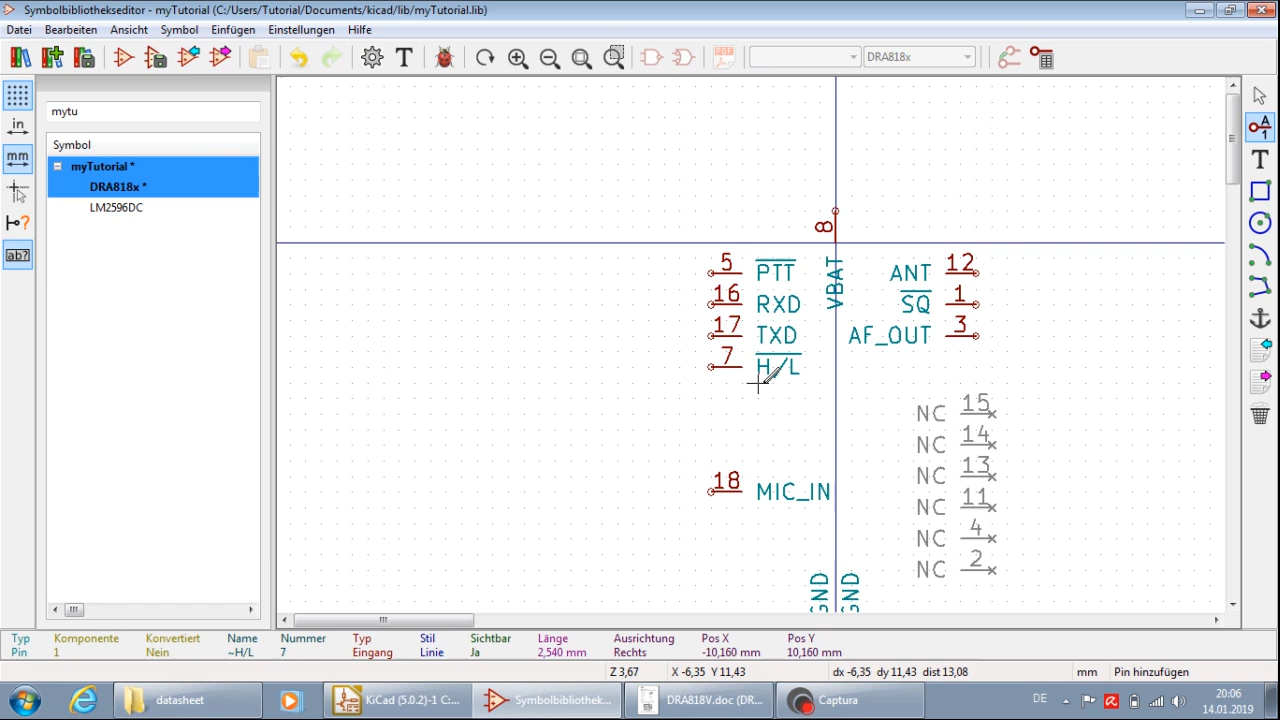 Symbolbibliothekseditor - myTutorial (C:/Users/Tutorial/Documents/kicad/lib/myTutorial.lib)
Datei Bearbeiten Ansicht Symbol Einfügen Einstellungen Hilfe
T PDF DRA818x
in
mm
ab?
mytu
Symbol
myTutorial *
DRA818x *
LM2596DC
A
1
T
8
VBAT
5 PTT
16 RXD
17 TXD
7 H/L
18 MIC_IN
ANT 12
SQ 1
AF_OUT 3
NC 15
NC 14
NC 13
NC 11
NC 4
NC 2
GND GND
Typ Komponente Konvertiert Name Nummer Typ Stil Sichtbar Länge Ausrichtung Pos X Pos Y
Pin 1 Nein ~H/L 7 Eingang Linie Ja 2,540 mm Rechts -10,160 mm 10,160 mm
Z 3,67 X -6,35 Y 11,43 dx -6,35 dy 11,43 dist 13,08 mm Pin hinzufügen
datasheet KiCad (5.0.2)-1 C:... Symbolbibliothek... DRA818V.doc (DR... Captura DE 20:06
14.01.2019